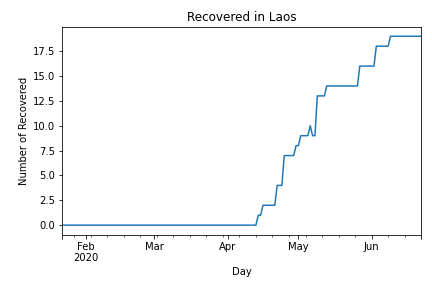 Recovered in Laos
Number of Recovered
17.5
15.0
12.5
10.0
7.5
5.0
2.5
0.0
Feb
2020
Mar
Apr
May
Jun
Day